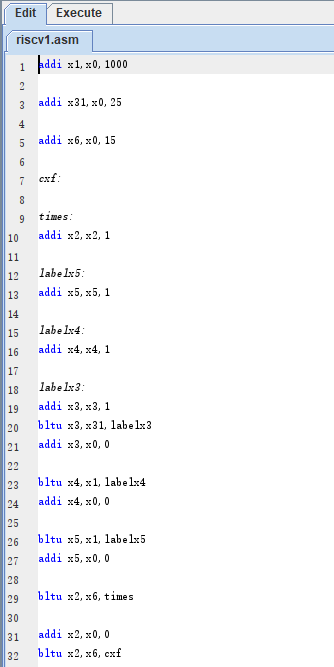 Edit Execute
riscv1.asm
1 addi x1,x0,1000
2
3 addi x31,x0,25
4
5 addi x6,x0,15
6
7 cxf:
8
9 times:
10 addi x2,x2,1
11
12 labelx5:
13 addi x5,x5,1
14
15 labelx4:
16 addi x4,x4,1
17
18 labelx3:
19 addi x3,x3,1
20 bltu x3,x31,labelx3
21 addi x3,x0,0
22
23 bltu x4,x1,labelx4
24 addi x4,x0,0
25
26 bltu x5,x1,labelx5
27 addi x5,x0,0
28
29 bltu x2,x6,times
30
31 addi x2,x0,0
32 bltu x2,x6,cxf